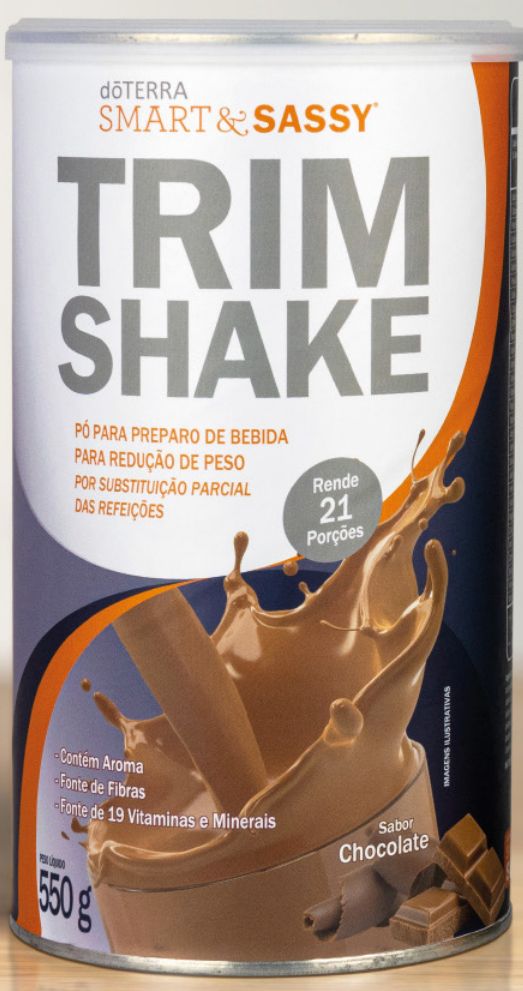 dōTERRA
SMART & SASSY®
TRIM
SHAKE
PÓ PARA PREPARO DE BEBIDA
PARA REDUÇÃO DE PESO
POR SUBSTITUIÇÃO PARCIAL
DAS REFEIÇÕES
Rende
21
Porções
IMAGENS ILUSTRATIVAS
- Contém Aroma
- Fonte de Fibras
- Fonte de 19 Vitaminas e Minerais
Sabor
Chocolate
PESO LÍQUIDO
550 g